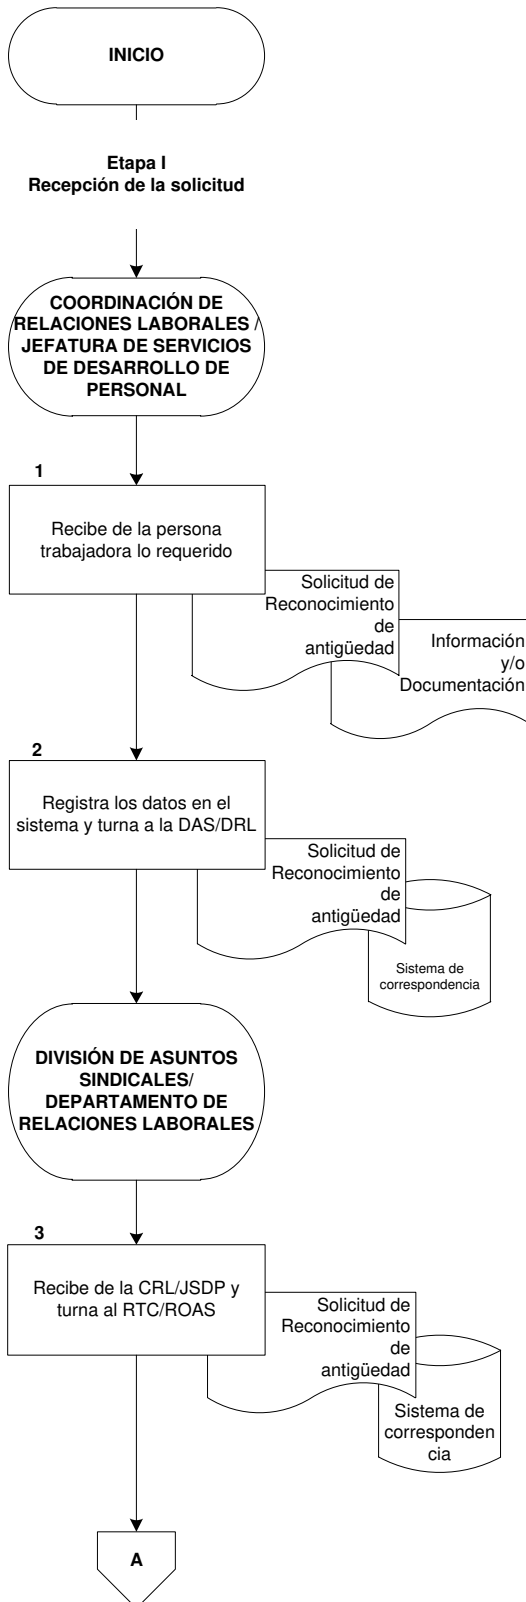 INICIO
Etapa I
Recepción de la solicitud
COORDINACIÓN DE
RELACIONES LABORALES /
JEFATURA DE SERVICIOS
DE DESARROLLO DE
PERSONAL
1
Recibe de la persona
trabajadora lo requerido
Solicitud de
Reconocimiento
de
antigüedad
Información
y/o
Documentación
2
Registra los datos en el
sistema y turna a la DAS/DRL
Solicitud de
Reconocimiento
de
antigüedad
Sistema de
correspondencia
DIVISIÓN DE ASUNTOS
SINDICALES/
DEPARTAMENTO DE
RELACIONES LABORALES
3
Recibe de la CRL/JSDP y
turna al RTC/ROAS
Solicitud de
Reconocimiento
de
antigüedad
Sistema de
corresponden
cia
A